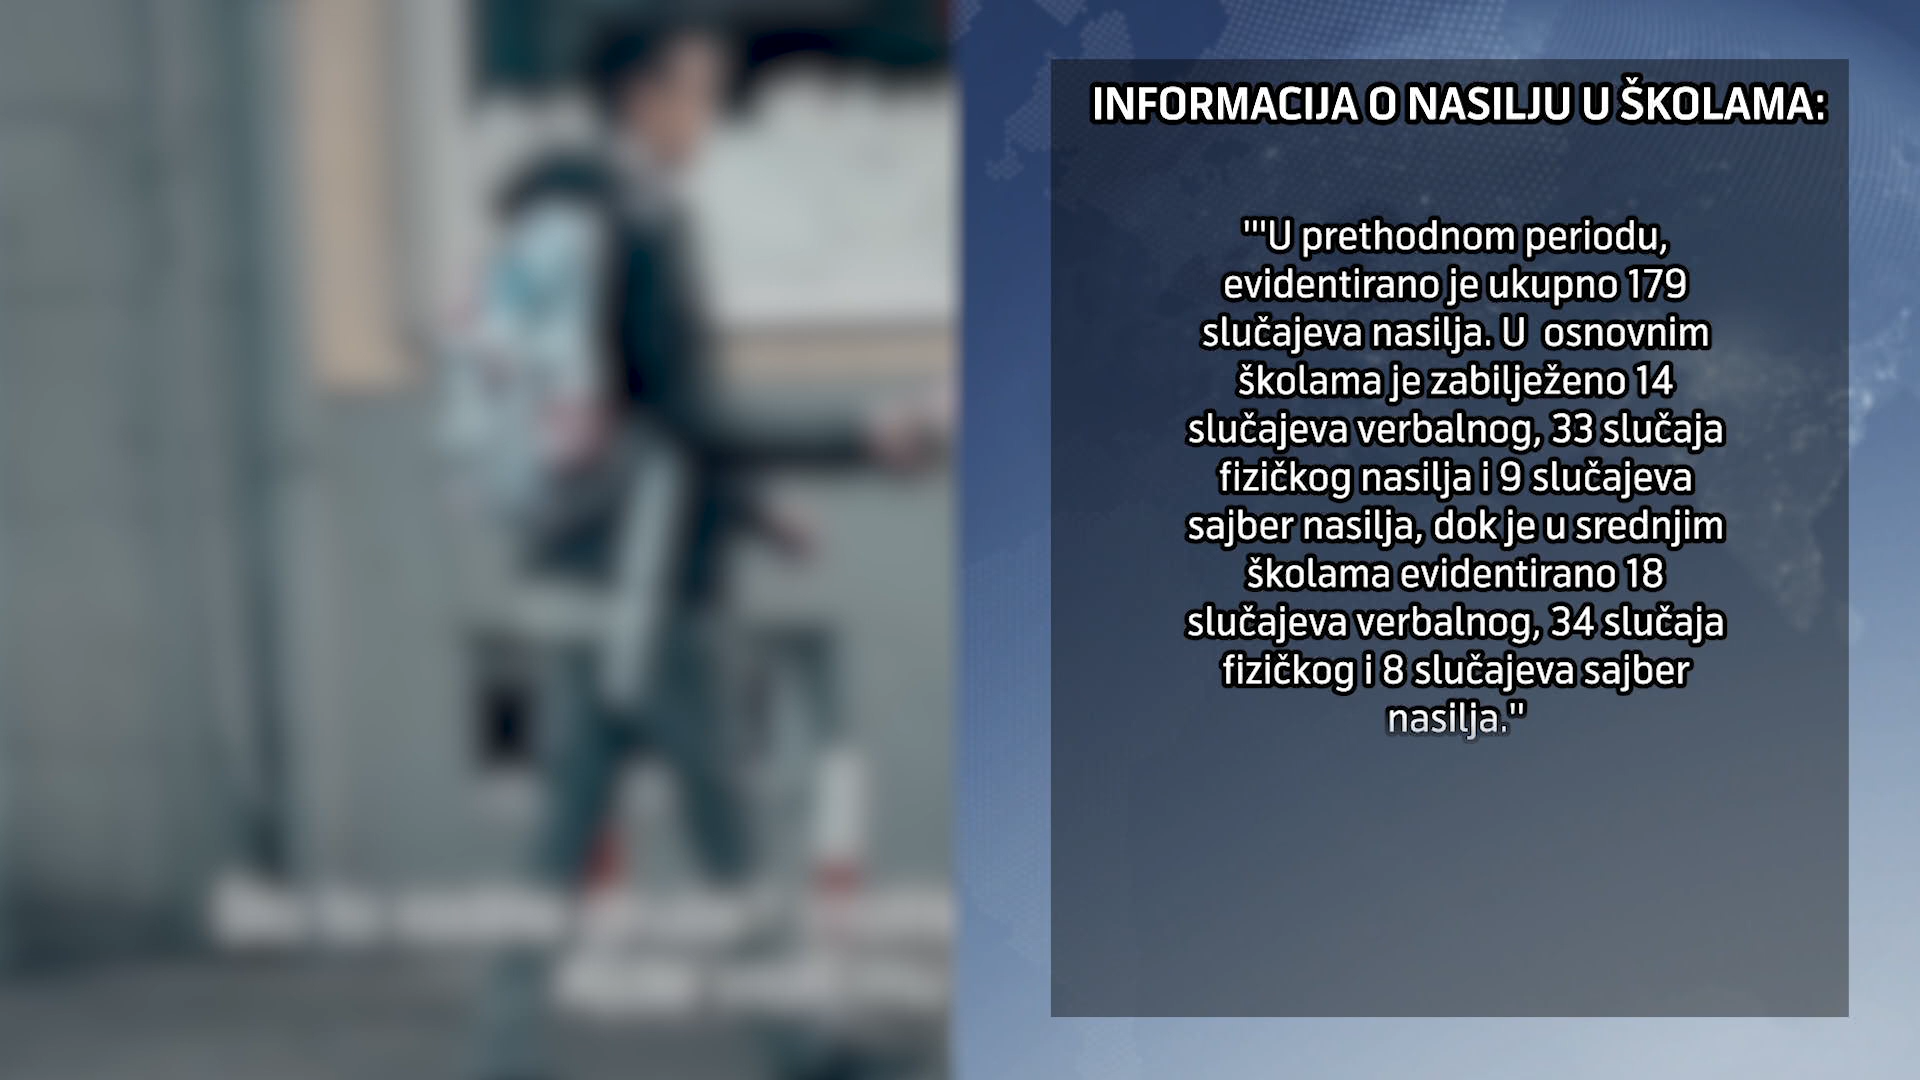 INFORMACIJA O NASILJU U ŠKOLAMA:
"'U prethodnom periodu,
evidentirano je ukupno 179
slučajeva nasilja. U  osnovnim
školama je zabilježeno 14
slučajeva verbalnog, 33 slučaja
fizičkog nasilja i 9 slučajeva
sajber nasilja, dok je u srednjim
školama evidentirano 18
slučajeva verbalnog, 34 slučaja
fizičkog i 8 slučajeva sajber
nasilja."